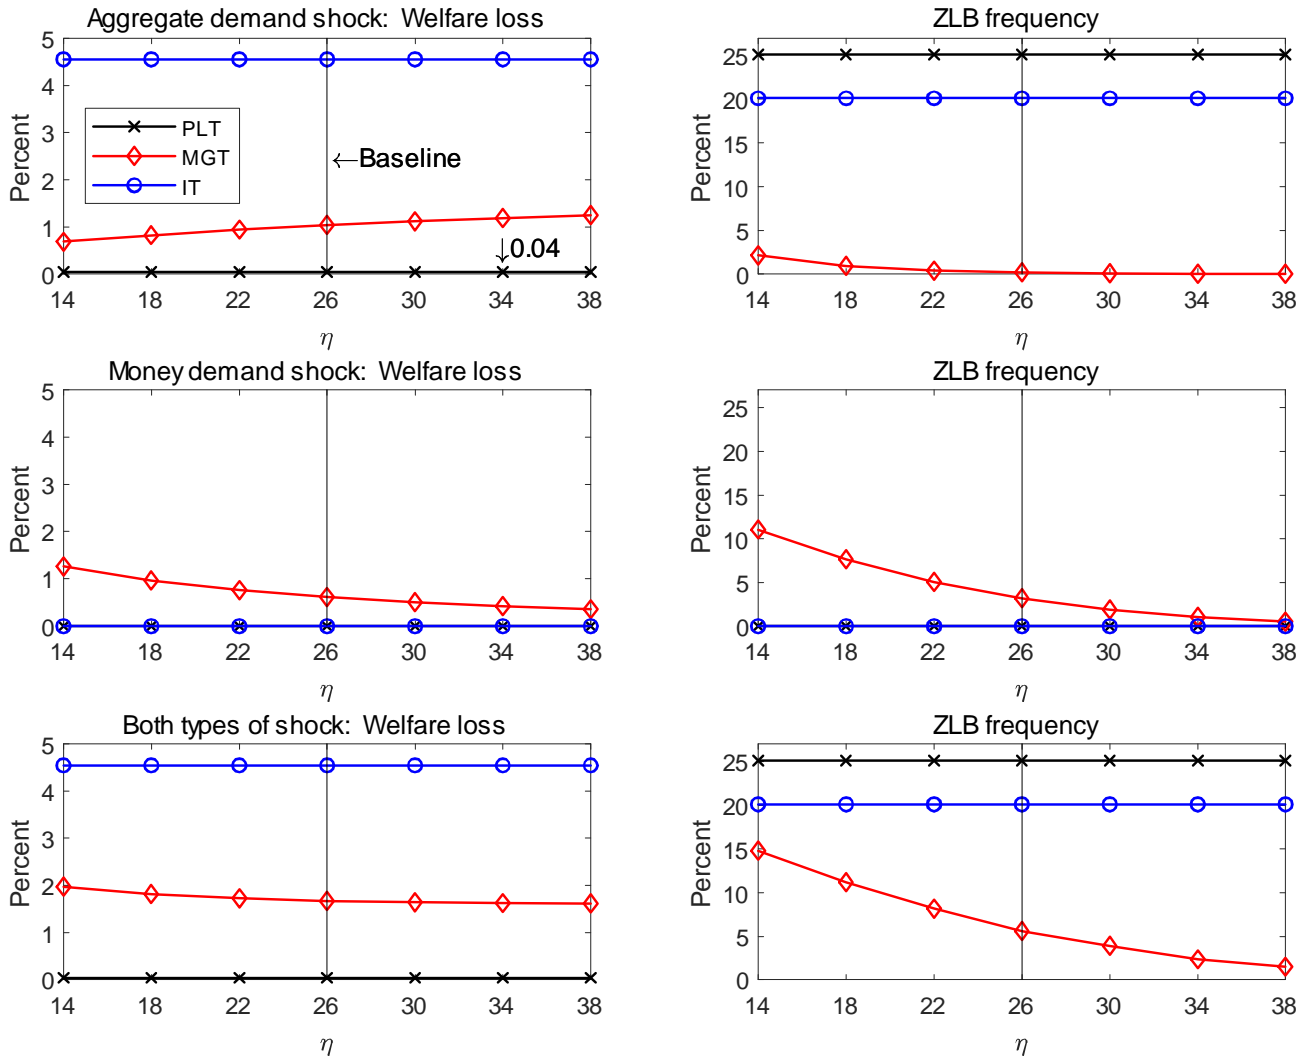 Aggregate demand shock: Welfare loss
5
4
3
2
1
0
Percent
PLT
MGT
IT
←Baseline
↓0.04
14 18 22 26 30 34 38
η
ZLB frequency
25
20
15
10
5
0
Percent
14 18 22 26 30 34 38
η
Money demand shock: Welfare loss
5
4
3
2
1
0
Percent
14 18 22 26 30 34 38
η
ZLB frequency
25
20
15
10
5
0
Percent
14 18 22 26 30 34 38
η
Both types of shock: Welfare loss
5
4
3
2
1
0
Percent
14 18 22 26 30 34 38
η
ZLB frequency
25
20
15
10
5
0
Percent
14 18 22 26 30 34 38
η